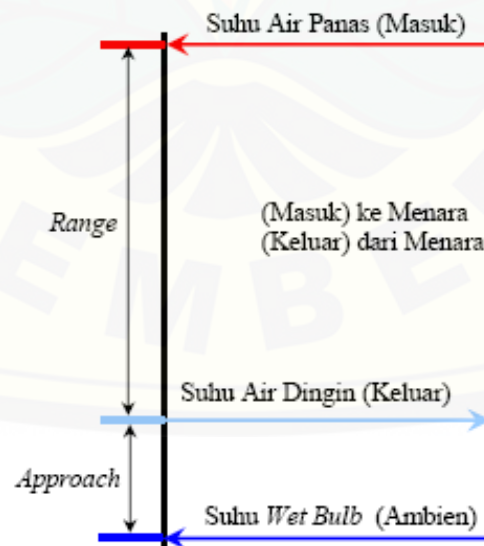 Suhu Air Panas (Masuk)
Range
(Masuk) ke Menara
(Keluar) dari Menara
Suhu Air Dingin (Keluar)
Approach
Suhu Wet Bulb (Ambien)